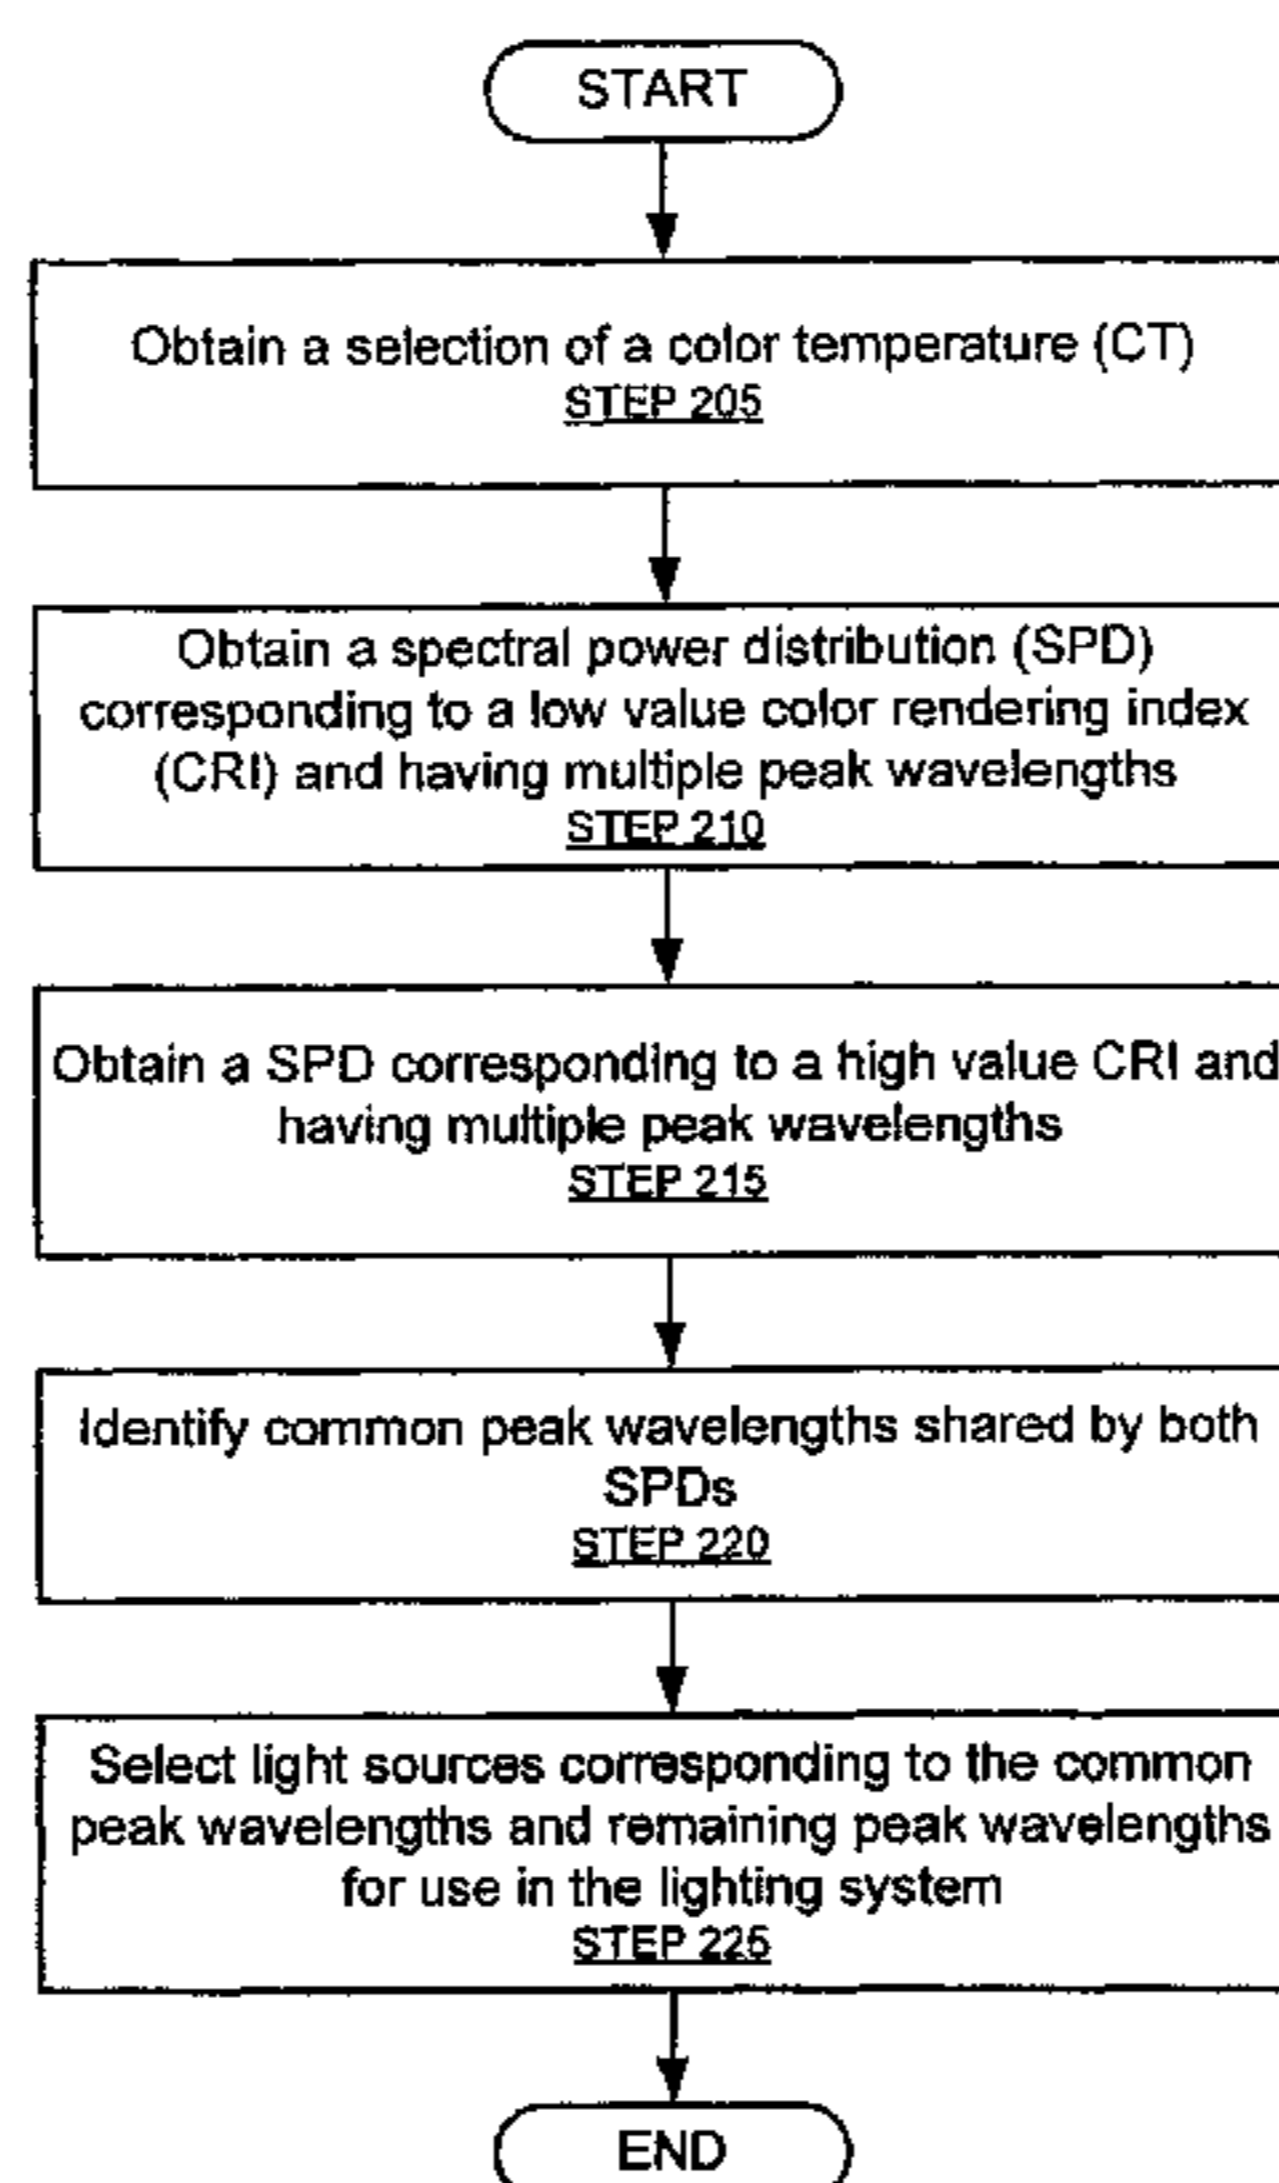 START
Obtain a selection of a color temperature (CT)
STEP 205
Obtain a spectral power distribution (SPD)
corresponding to a low value color rendering index
(CRI) and having multiple peak wavelengths
STEP 210
Obtain a SPD corresponding to a high value CRI and
having multiple peak wavelengths
STEP 215
Identify common peak wavelengths shared by both
SPDs
STEP 220
Select light sources corresponding to the common
peak wavelengths and remaining peak wavelengths
for use in the lighting system
STEP 225
END